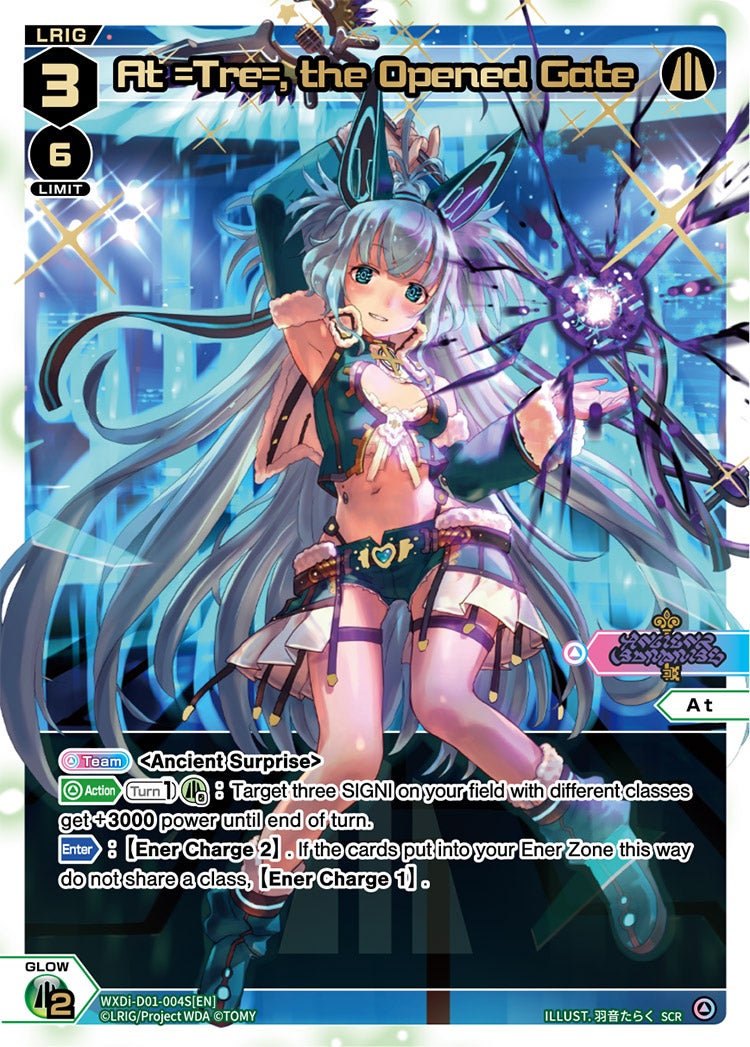 LRIG
3
At =Tre=, the Opened Gate
6
LIMIT
At
Team <Ancient Surprise>
Action Turn 1 0 : Target three SIGNI on your field with different classes
get +3000 power until end of turn.
Enter : 【Ener Charge 2】. If the cards put into your Ener Zone this way
do not share a class, 【Ener Charge 1】.
GLOW
2
WXDi-D01-004S[EN]
©LRIG/Project WDA ©TOMY
ILLUST. 羽音たらく SCR